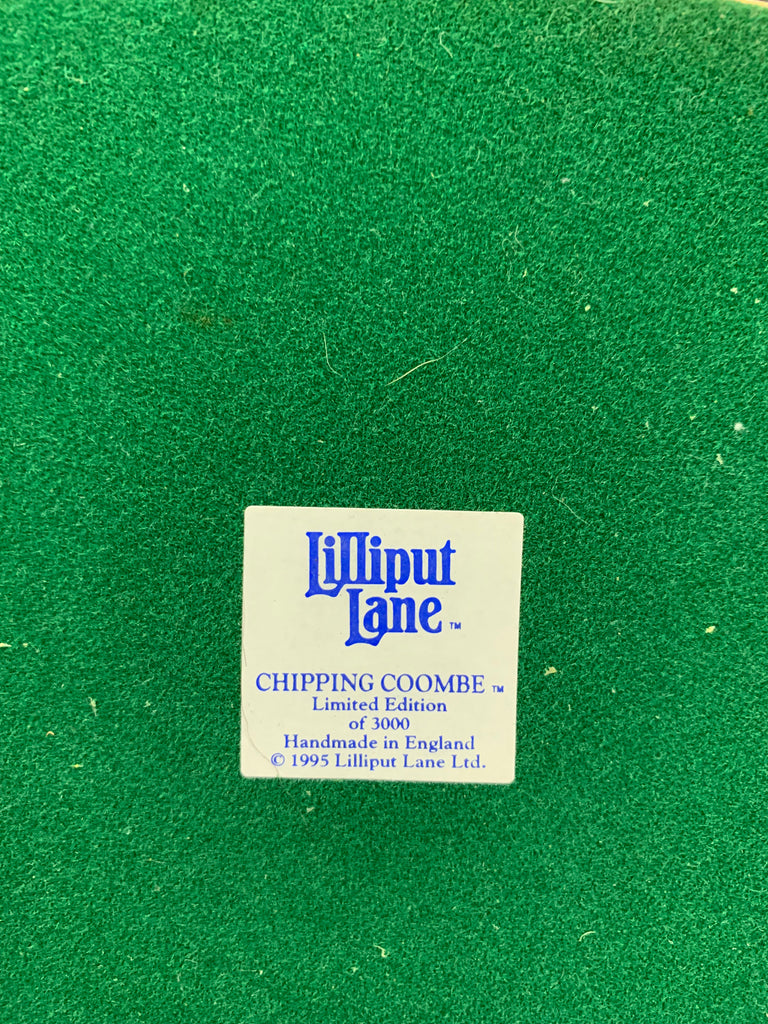 Lilliput
Lane™
CHIPPING COOMBE™
Limited Edition
of 3000
Handmade in England
© 1995 Lilliput Lane Ltd.